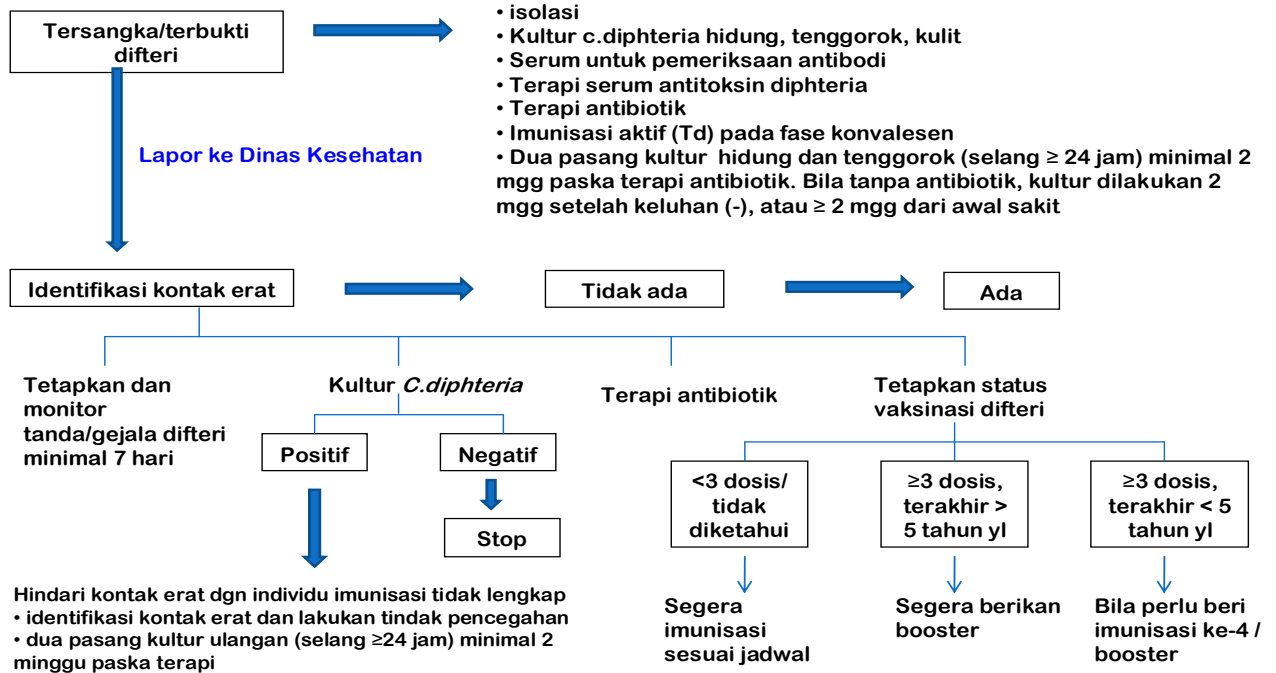 Tersangka/terbukti
difteri
• isolasi
• Kultur c.diphteria hidung, tenggorok, kulit
• Serum untuk pemeriksaan antibodi
• Terapi serum antitoksin diphteria
• Terapi antibiotik
• Imunisasi aktif (Td) pada fase konvalesen
• Dua pasang kultur hidung dan tenggorok (selang ≥ 24 jam) minimal 2
mgg paska terapi antibiotik. Bila tanpa antibiotik, kultur dilakukan 2
mgg setelah keluhan (-), atau ≥ 2 mgg dari awal sakit
Lapor ke Dinas Kesehatan
Identifikasi kontak erat
Tidak ada
Ada
Tetapkan dan
monitor
tanda/gejala difteri
minimal 7 hari
Kultur C.diphteria
Positif
Negatif
Stop
Hindari kontak erat dgn individu imunisasi tidak lengkap
• identifikasi kontak erat dan lakukan tindak pencegahan
• dua pasang kultur ulangan (selang ≥24 jam) minimal 2
minggu paska terapi
Terapi antibiotik
Tetapkan status
vaksinasi difteri
<3 dosis/
tidak
diketahui
≥3 dosis,
terakhir >
5 tahun yl
≥3 dosis,
terakhir < 5
tahun yl
Segera
imunisasi
sesuai jadwal
Segera berikan
booster
Bila perlu beri
imunisasi ke-4 /
booster